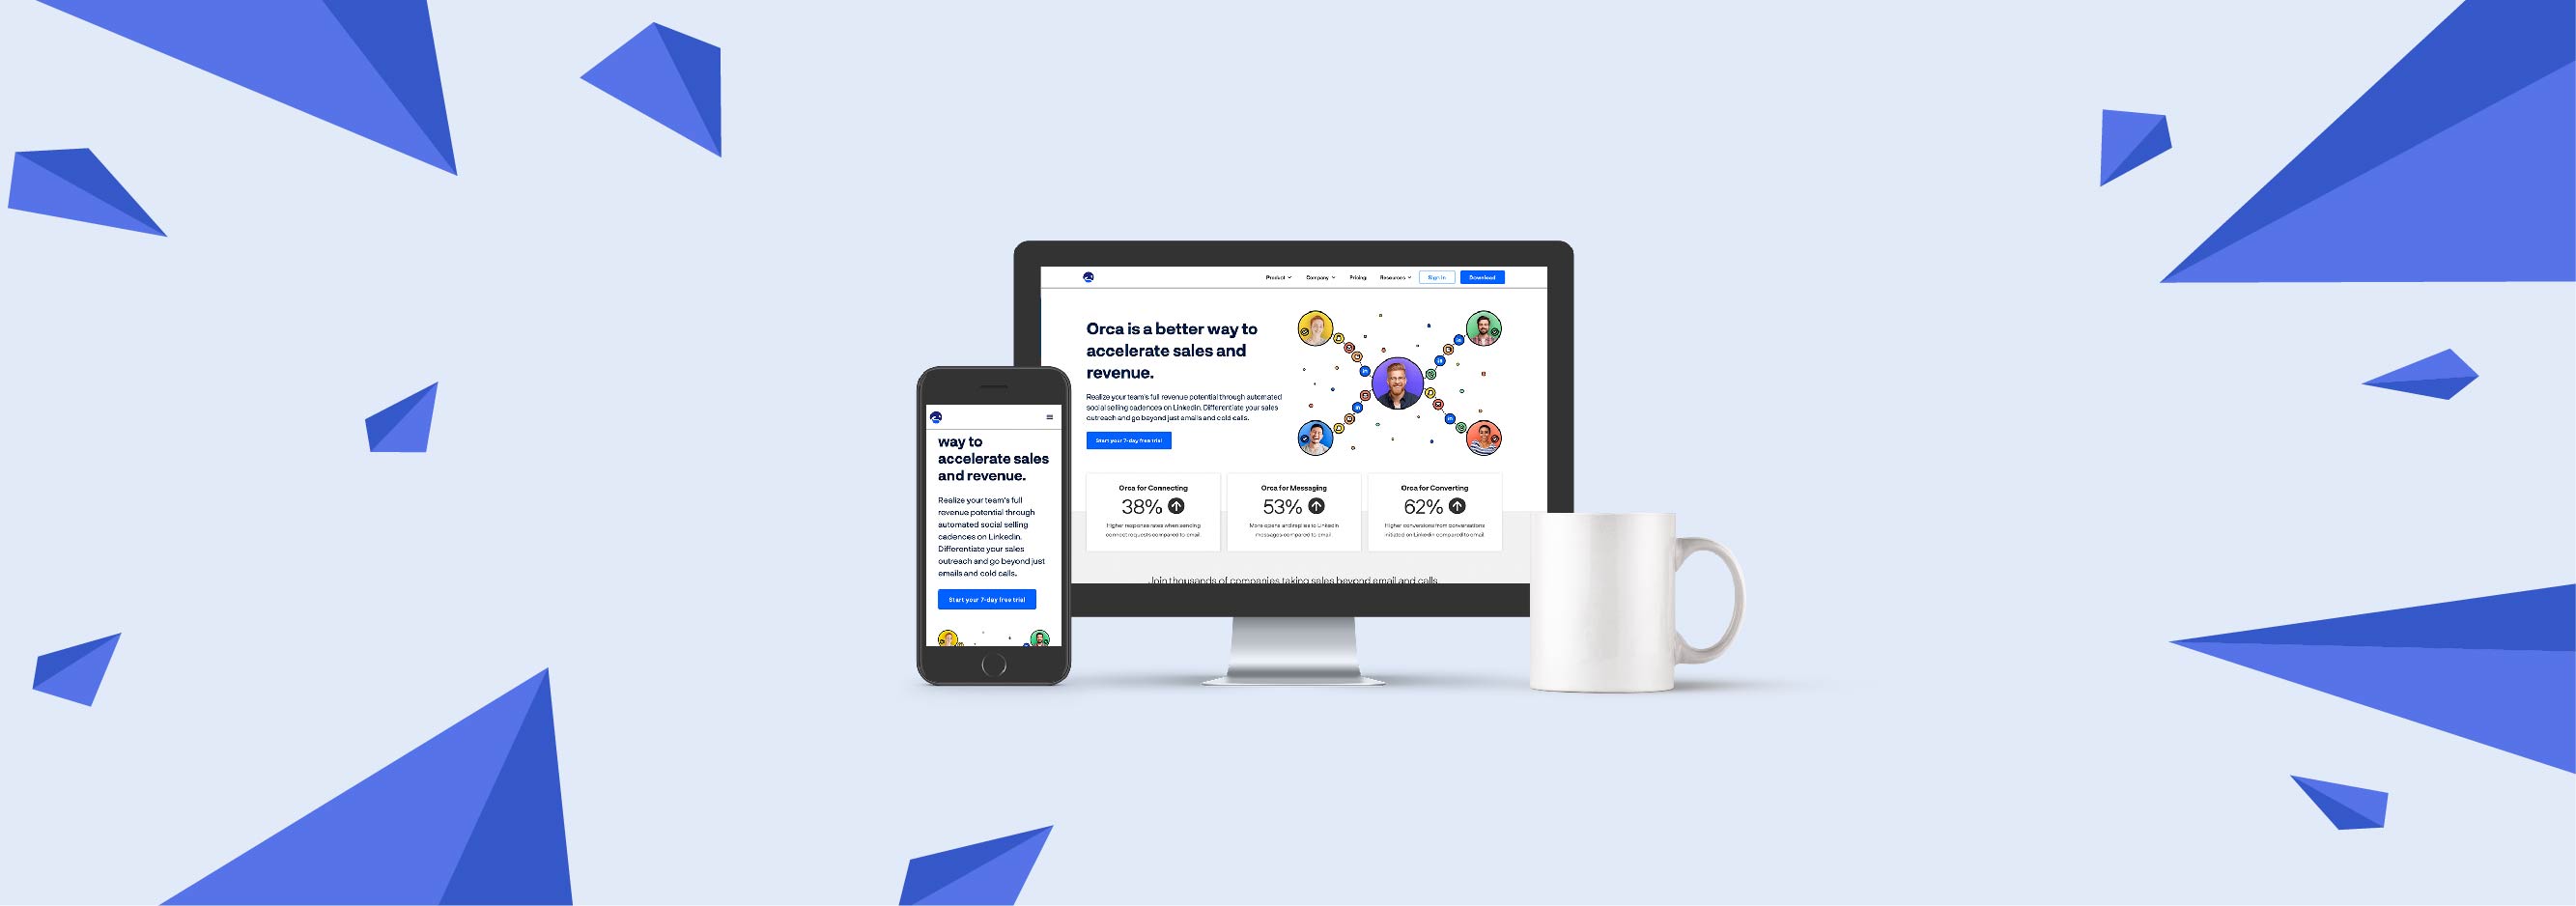 Product Company Pricing Resources Sign In Download
Orca is a better way to
accelerate sales and
revenue.
Realize your team's full revenue potential through automated
social selling cadences on LinkedIn. Differentiate your sales
outreach and go beyond just emails and cold calls.
Start your 7-day free trial
Orca for Connecting
38%
Higher response rates when sending
connect requests compared to email.
Orca for Messaging
53%
More opens and replies to LinkedIn
messages compared to email
Orca for Converting
62%
Higher conversions from conversations
initiated on LinkedIn compared to email
Join thousands of companies taking sales beyond email and calls
way to
accelerate sales
and revenue.
Realize your team's full
revenue potential through
automated social selling
cadences on LinkedIn.
Differentiate your sales
outreach and go beyond just
emails and cold calls.
Start your 7-day free trial